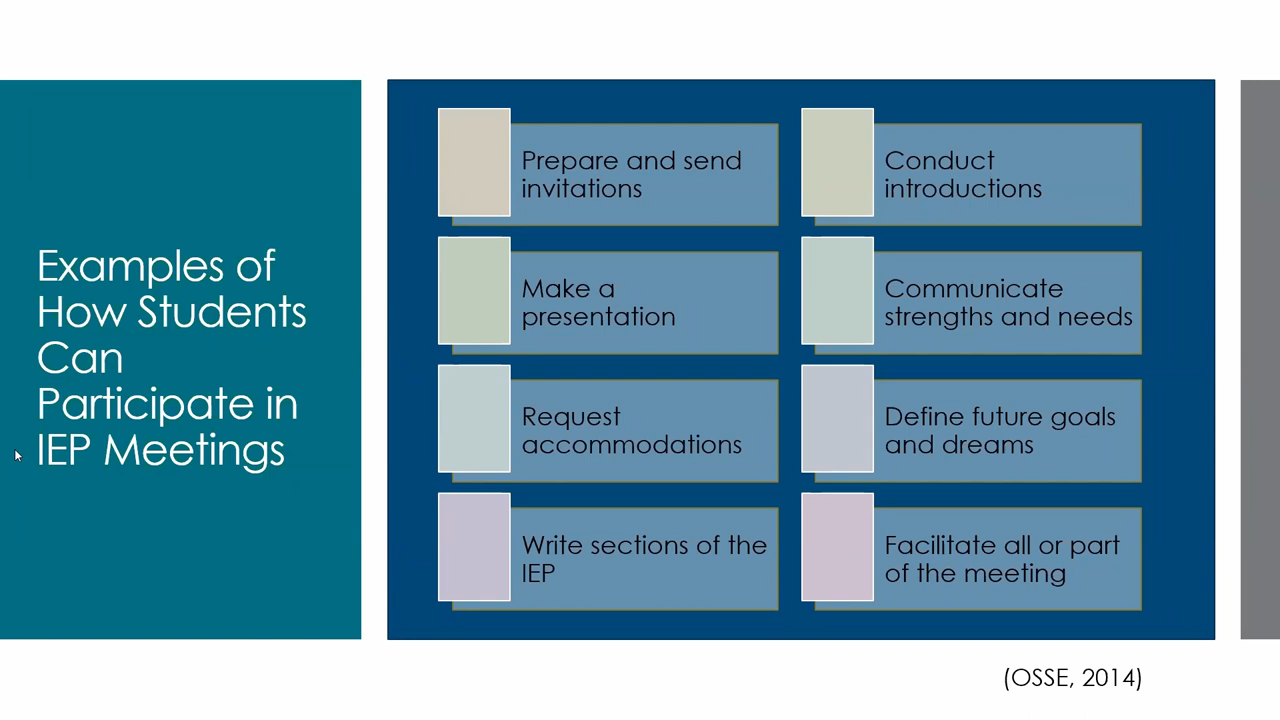 Examples of
How Students
Can
Participate in
IEP Meetings
Prepare and send
invitations
Conduct
introductions
Make a
presentation
Communicate
strengths and needs
Request
accommodations
Define future goals
and dreams
Write sections of the
IEP
Facilitate all or part
of the meeting
(OSSE, 2014)